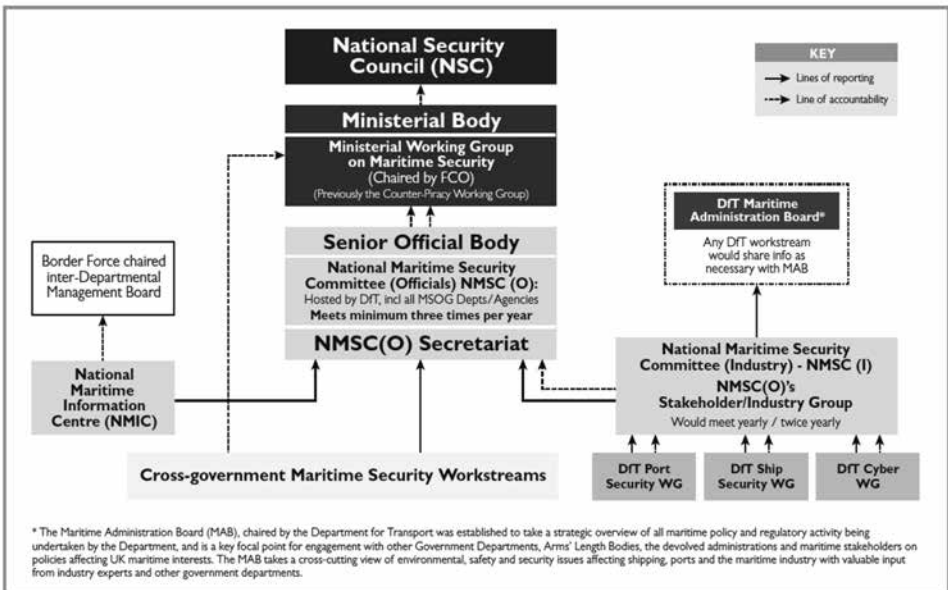 National Security
Council (NSC)
KEY
Lines of reporting
Line of accountability
Ministerial Body
Ministerial Working Group
on Maritime Security
(Chaired by FCO)
(Previously the Counter-Piracy Working Group)
DfT Maritime
Administration Board*
Any DfT workstream
would share info as
necessary with MAB
Border Force chaired
inter-Departmental
Management Board
Senior Official Body
National Maritime Security
Committee (Officials) NMSC (O):
Hosted by DfT, incl all MSOG Depts/Agencies
Meets minimum three times per year
NMSC(O) Secretariat
National
Maritime
Information
Centre (NMIC)
National Maritime Security
Committee (Industry) - NMSC (I)
NMSC(O)'s
Stakeholder/Industry Group
Would meet yearly / twice yearly
Cross-government Maritime Security Workstreams
DfT Port
Security WG
DfT Ship
Security WG
DfT Cyber
WG
* The Maritime Administration Board (MAB), chaired by the Department for Transport was established to take a strategic overview of all maritime policy and regulatory activity being
undertaken by the Department, and is a key focal point for engagement with other Government Departments, Arms' Length Bodies, the devolved administrations and maritime stakeholders on
policies affecting UK maritime interests. The MAB takes a cross-cutting view of environmental, safety and security issues affecting shipping, ports and the maritime industry with valuable input
from industry experts and other government departments.